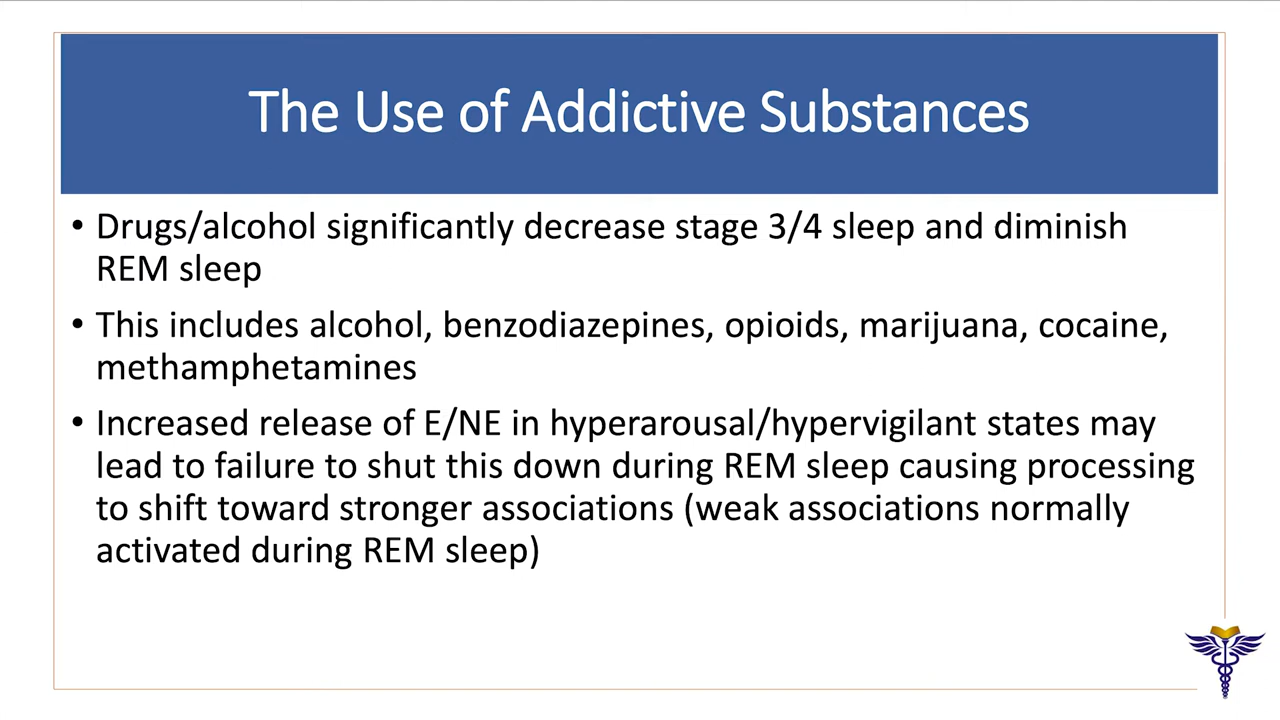 The Use of Addictive Substances
• Drugs/alcohol significantly decrease stage 3/4 sleep and diminish
REM sleep
• This includes alcohol, benzodiazepines, opioids, marijuana, cocaine,
methamphetamines
• Increased release of E/NE in hyperarousal/hypervigilant states may
lead to failure to shut this down during REM sleep causing processing
to shift toward stronger associations (weak associations normally
activated during REM sleep)